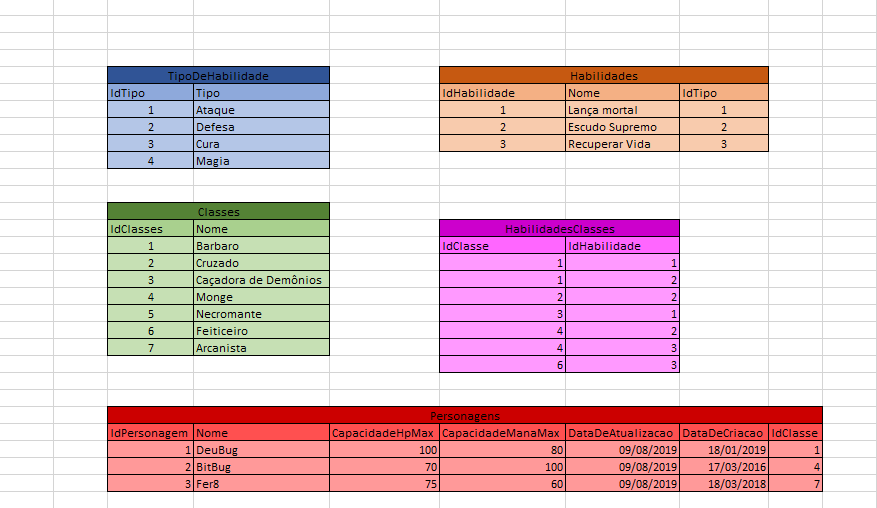 TipoDeHabilidade
IdTipo Tipo
1 Ataque
2 Defesa
3 Cura
4 Magia
Habilidades
IdHabilidade Nome IdTipo
1 Lança mortal 1
2 Escudo Supremo 2
3 Recuperar Vida 3
Classes
IdClasses Nome
1 Barbaro
2 Cruzado
3 Caçadora de Demônios
4 Monge
5 Necromante
6 Feiticeiro
7 Arcanista
HabilidadesClasses
IdClasse IdHabilidade
1 1
1 2
2 2
3 1
4 2
4 3
6 3
Personagens
IdPersonagem Nome CapacidadeHpMax CapacidadeManaMax DataDeAtualizacao DataDeCriacao IdClasse
1 DeuBug 100 80 09/08/2019 18/01/2019 1
2 BitBug 70 100 09/08/2019 17/03/2016 4
3 Fer8 75 60 09/08/2019 18/03/2018 7